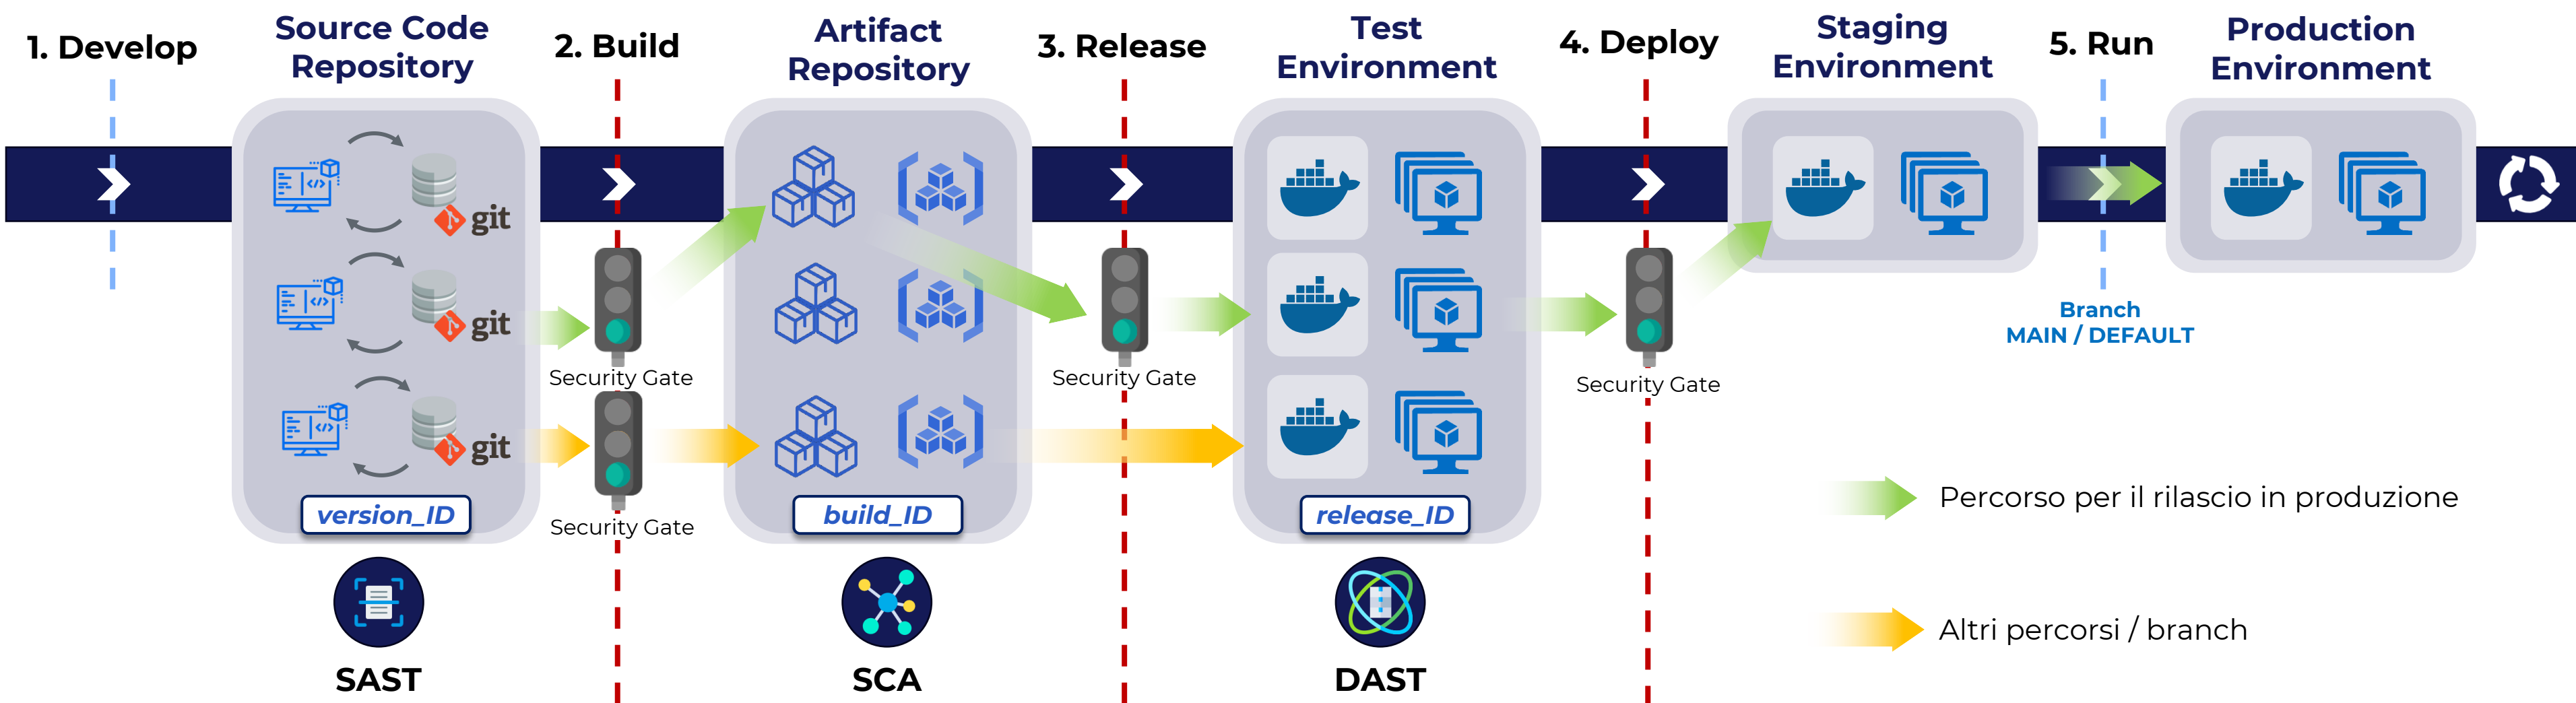 1. Develop
Source Code
Repository
2. Build
Artifact
Repository
3. Release
Test
Environment
4. Deploy
Staging
Environment
5. Run
Production
Environment
git
git
git
Security Gate
Security Gate
Security Gate
Security Gate
Branch
MAIN / DEFAULT
version_ID
build_ID
release_ID
SAST
SCA
DAST
Percorso per il rilascio in produzione
Altri percorsi / branch